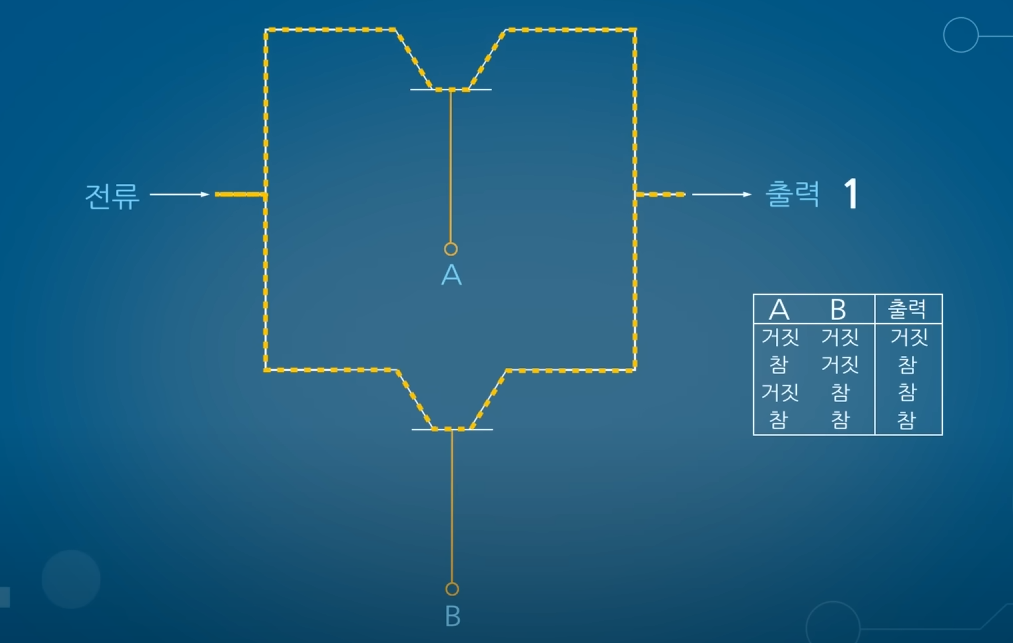 전류
출력 1
A
A B 출력
거짓 거짓 거짓
참 거짓 참
거짓 참 참
참 참 참
B